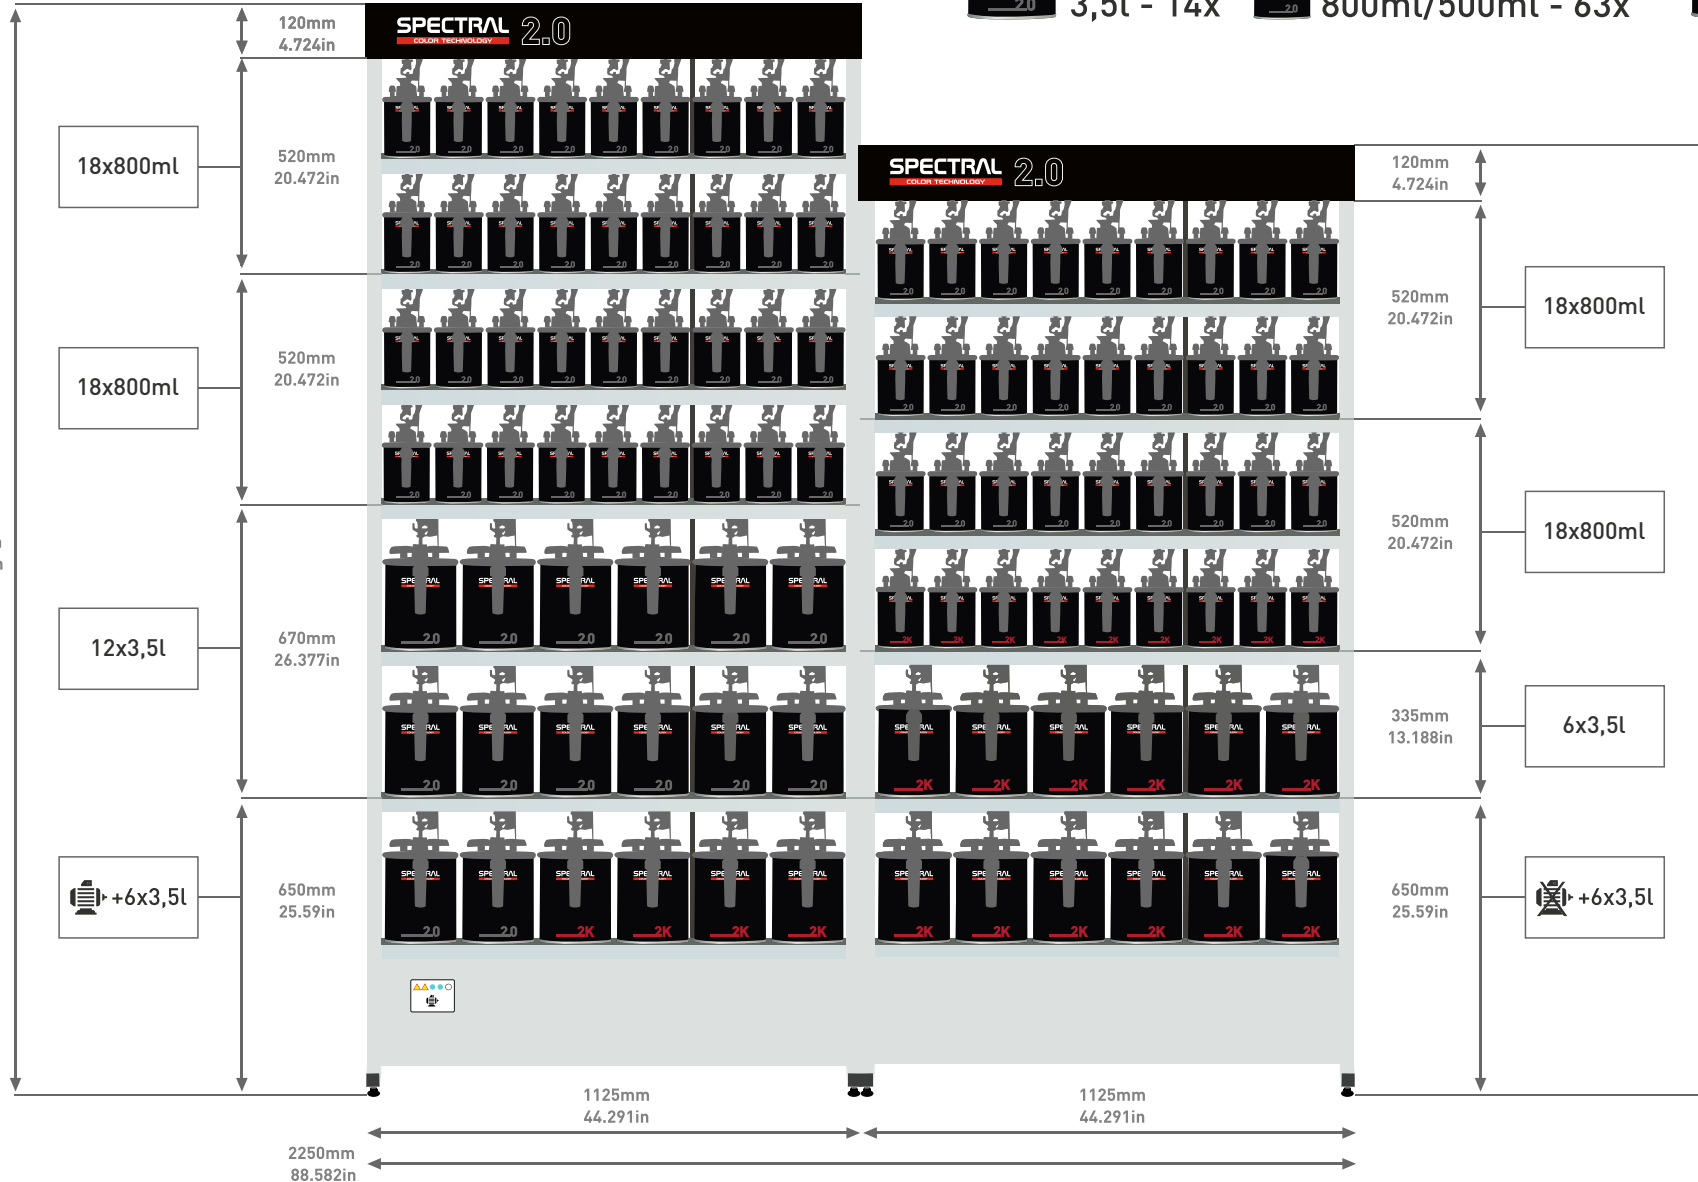 3,5l - 14x
800ml/500ml - 63x
120mm
4.724in
SPECTRAL 2.0
COLOR TECHNOLOGY
18x800ml
520mm
20.472in
18x800ml
520mm
20.472in
12x3,5l
670mm
26.377in
+6x3,5l
650mm
25.59in
SPECTRAL 2.0
COLOR TECHNOLOGY
120mm
4.724in
520mm
20.472in
18x800ml
520mm
20.472in
18x800ml
335mm
13.188in
6x3,5l
650mm
25.59in
+6x3,5l
1125mm
44.291in
1125mm
44.291in
2250mm
88.582in